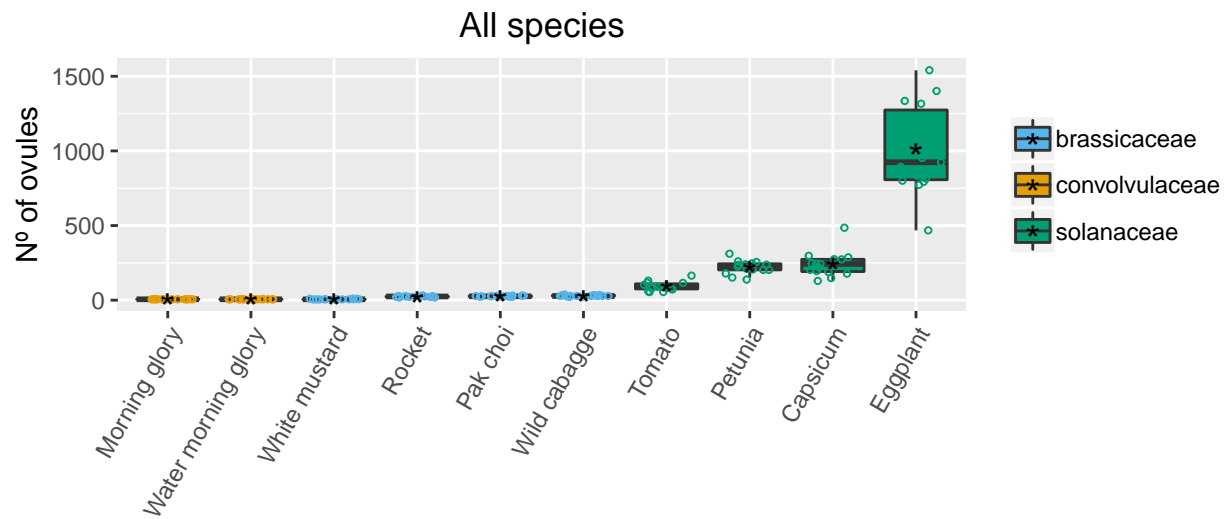 All species
Nº of ovules
1500
1000
500
0
Morning glory
Water morning glory
White mustard
Rocket
Pak choi
Wild cabagge
Tomato
Petunia
Capsicum
Eggplant
brassicaceae
convolvulaceae
solanaceae